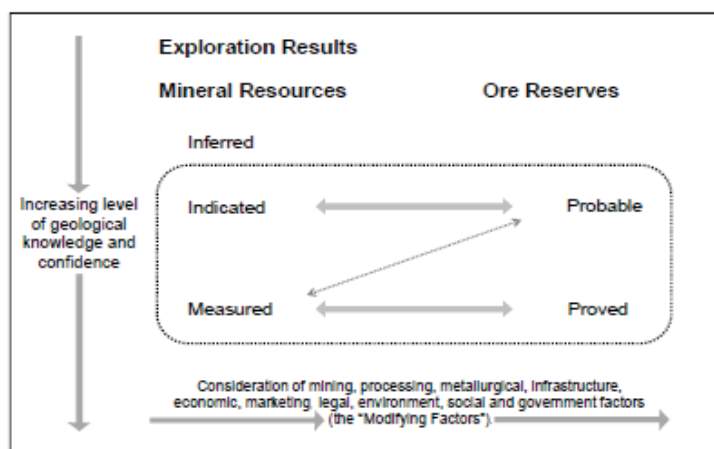 Exploration Results
Mineral Resources
Ore Reserves
Inferred
Increasing level
of geological
knowledge and
confidence
Indicated
Probable
Measured
Proved
Consideration of mining, processing, metallurgical, infrastructure,
economic, marketing, legal, environment, social and government factors
(the “Modifying Factors”).